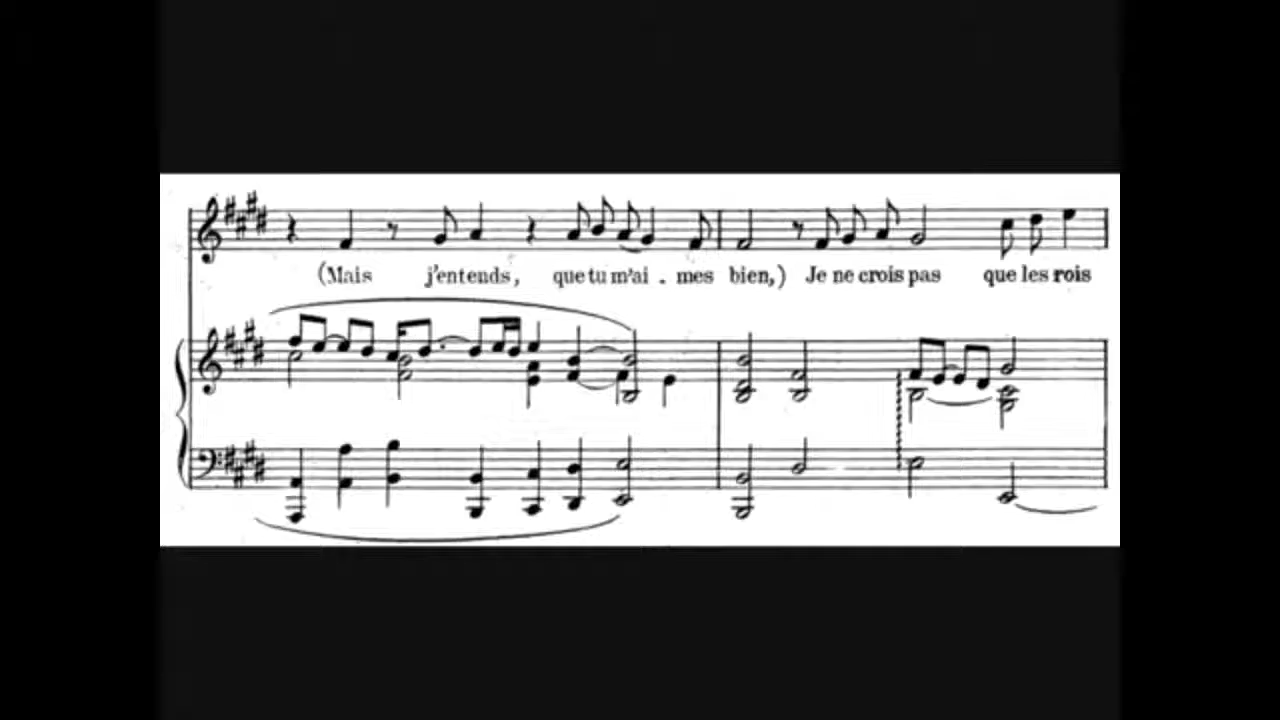 (Mais j'entends, que tu m'ai . mes bien,) Je ne crois pas que les rois